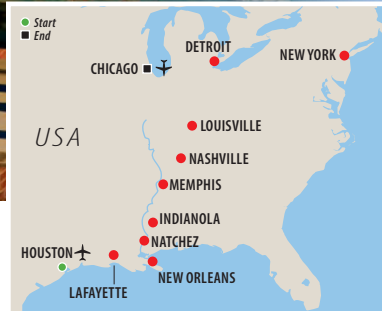 Start
End
DETROIT
NEW YORK
CHICAGO
LOUISVILLE
USA
NASHVILLE
MEMPHIS
INDIANOLA
NATCHEZ
HOUSTON
NEW ORLEANS
LAFAYETTE